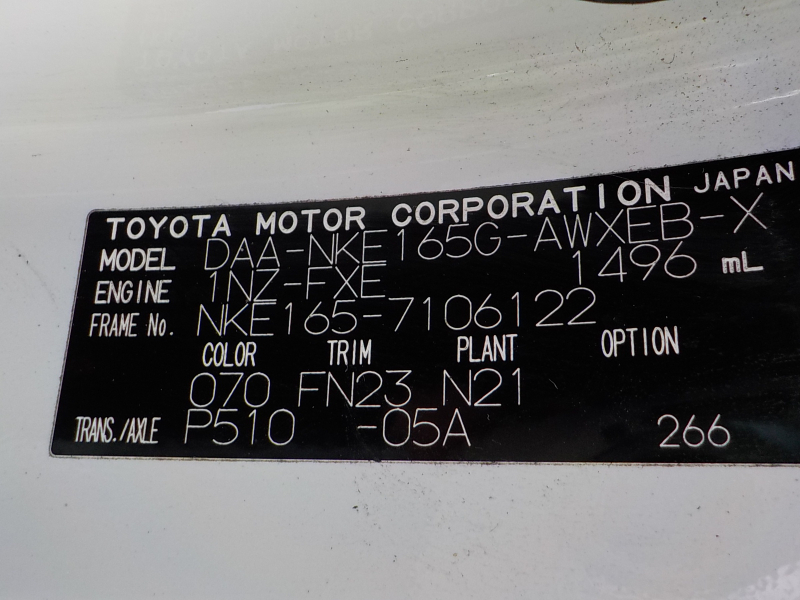 TOYOTA MOTOR CORPORATION JAPAN
MODEL DAA-NKE165G-AWXEB-X
ENGINE 1NZ-FXE 1496 mL
FRAME No. NKE165-7106122
COLOR TRIM PLANT OPTION
070 FN23 N21
TRANS./AXLE P510 -05A 266